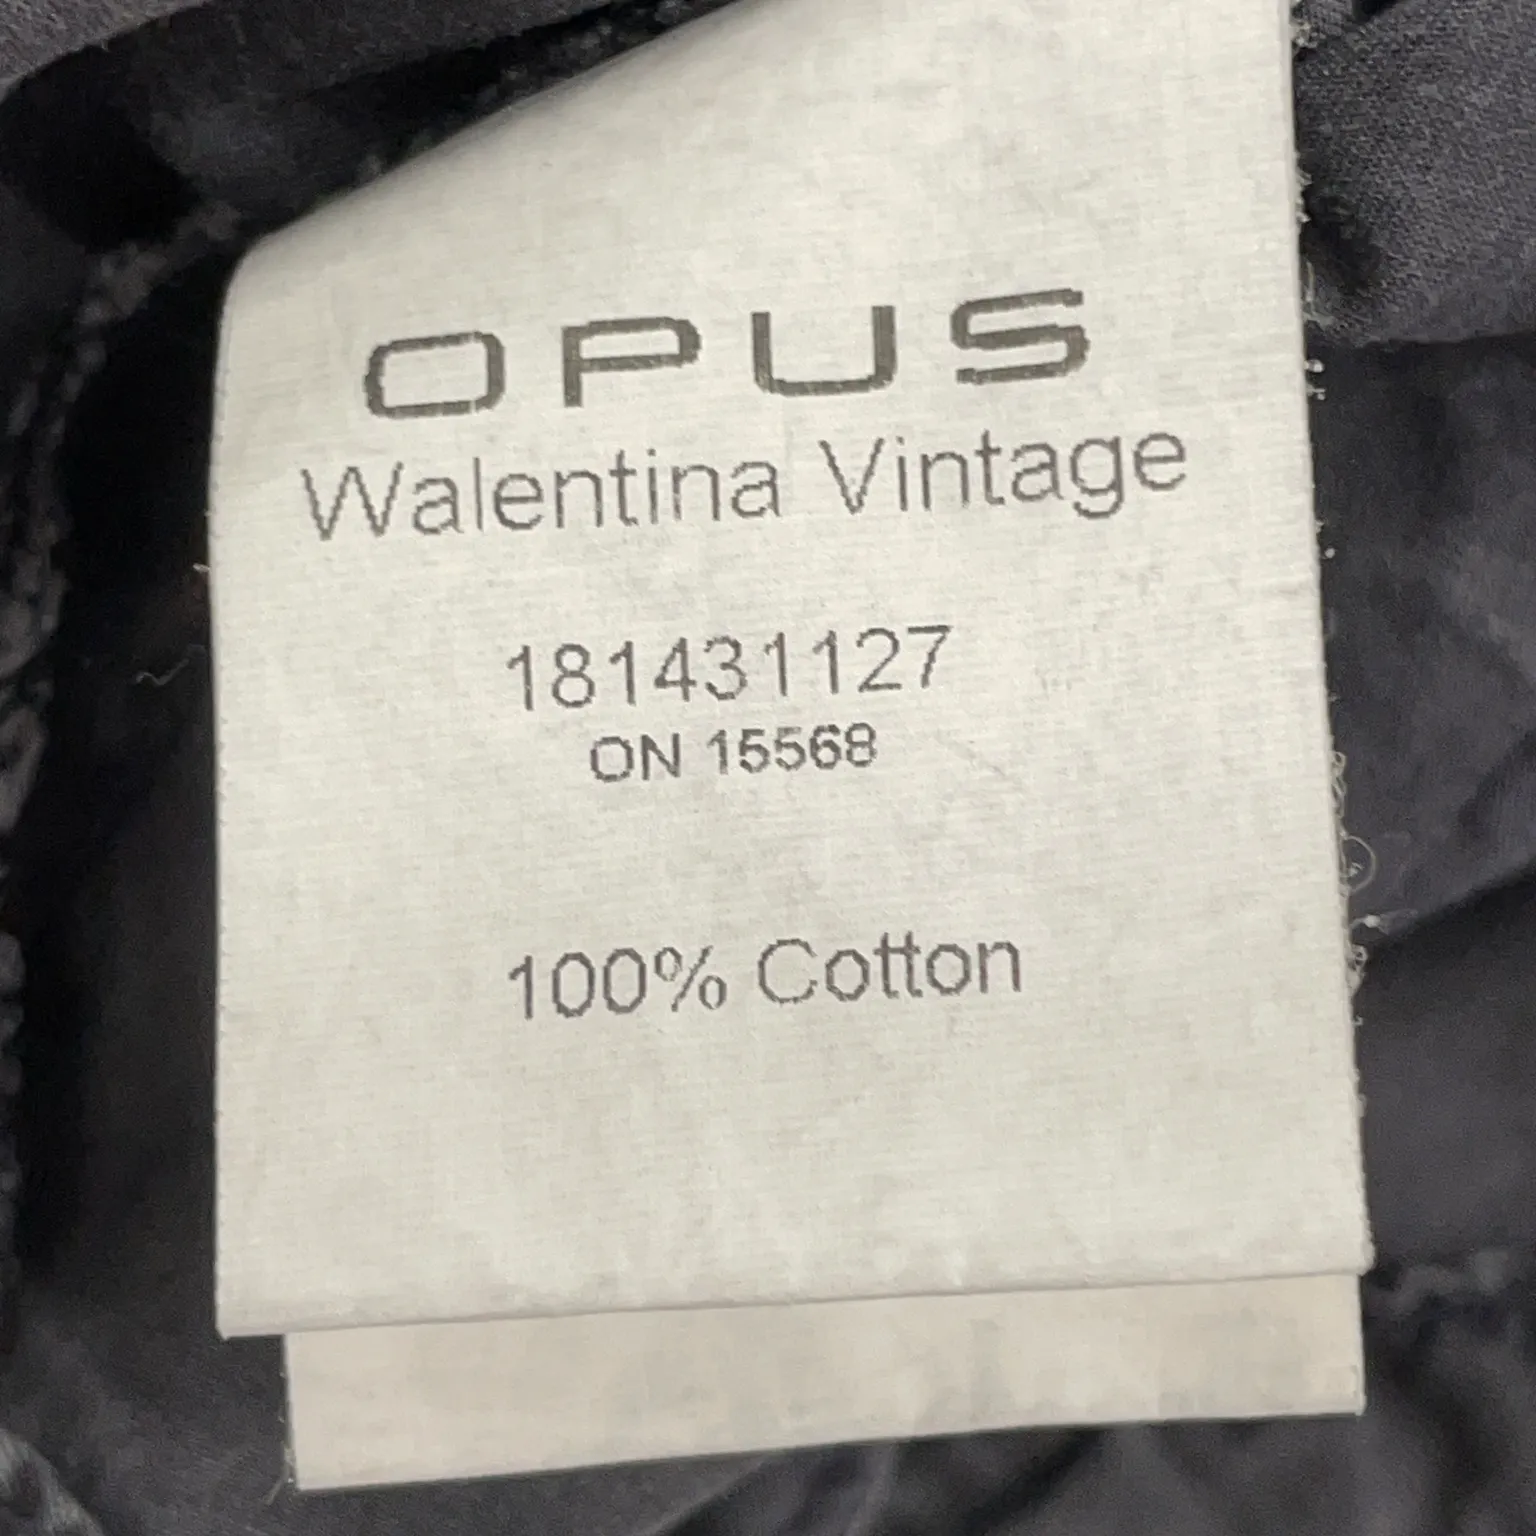 OPUS
Walentina Vintage
181431127
ON 15568
100% Cotton